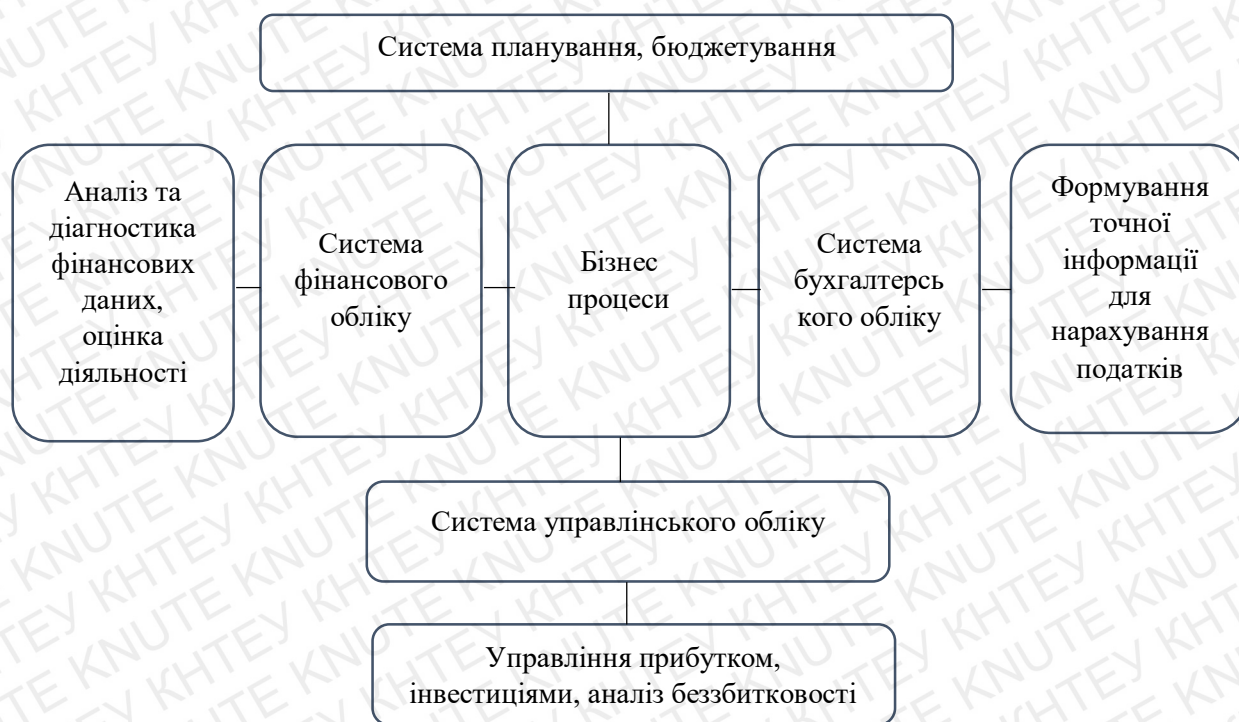 Система планування, бюджетування
Аналіз та
діагностика
фінансових
даних,
оцінка
діяльності
Система
фінансового
обліку
Бізнес
процеси
Система
бухгалтерсь
кого обліку
Формування
точної
інформації
для
нарахування
податків
Система управлінського обліку
Управління прибутком,
інвестиціями, аналіз беззбитковості